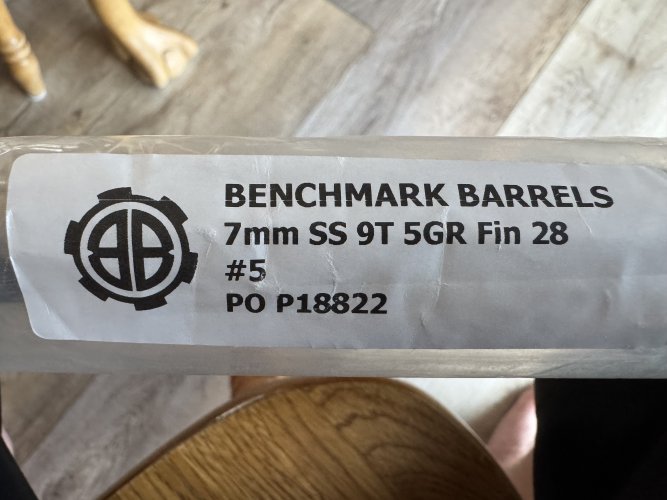 BENCHMARK BARRELS
7mm SS 9T 5GR Fin 28
#5
PO P18822